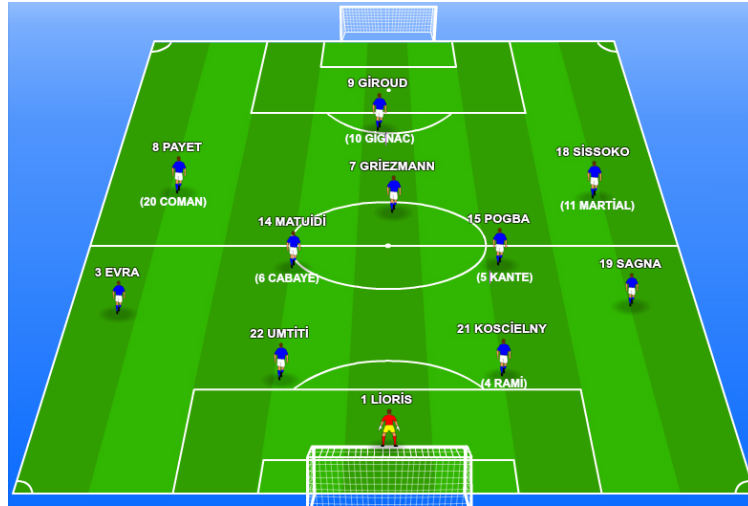 9 GİROUD
(10 GİGNAC)
8 PAYET
18 SİSSOKO
7 GRİEZMANN
(20 COMAN)
(11 MARTİAL)
14 MATUİDİ
15 POGBA
3 EVRA
(6 CABAYE)
(5 KANTE)
19 SAGNA
22 UMTİTİ
21 KOSCİELNY
(4 RAMİ)
1 LİORİS